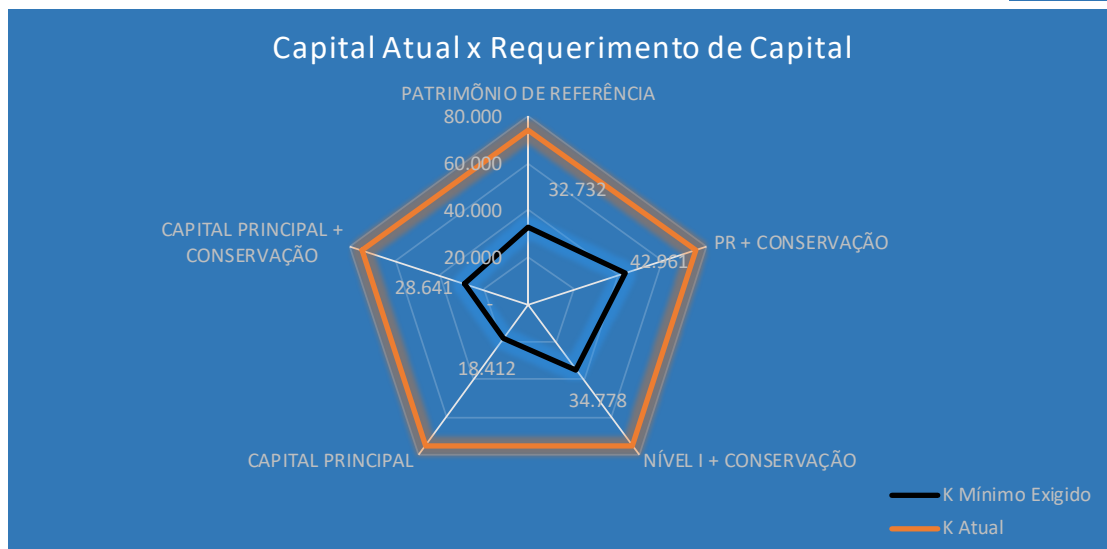 Capital Atual x Requerimento de Capital
PATRIMÕNIO DE REFERÊNCIA
80.000
60.000
32.732
40.000
CAPITAL PRINCIPAL +
CONSERVAÇÃO
PR + CONSERVAÇÃO
20.000
42.961
28.641
-
18.412
34.778
CAPITAL PRINCIPAL
NÍVEL I + CONSERVAÇÃO
K Mínimo Exigido
K Atual